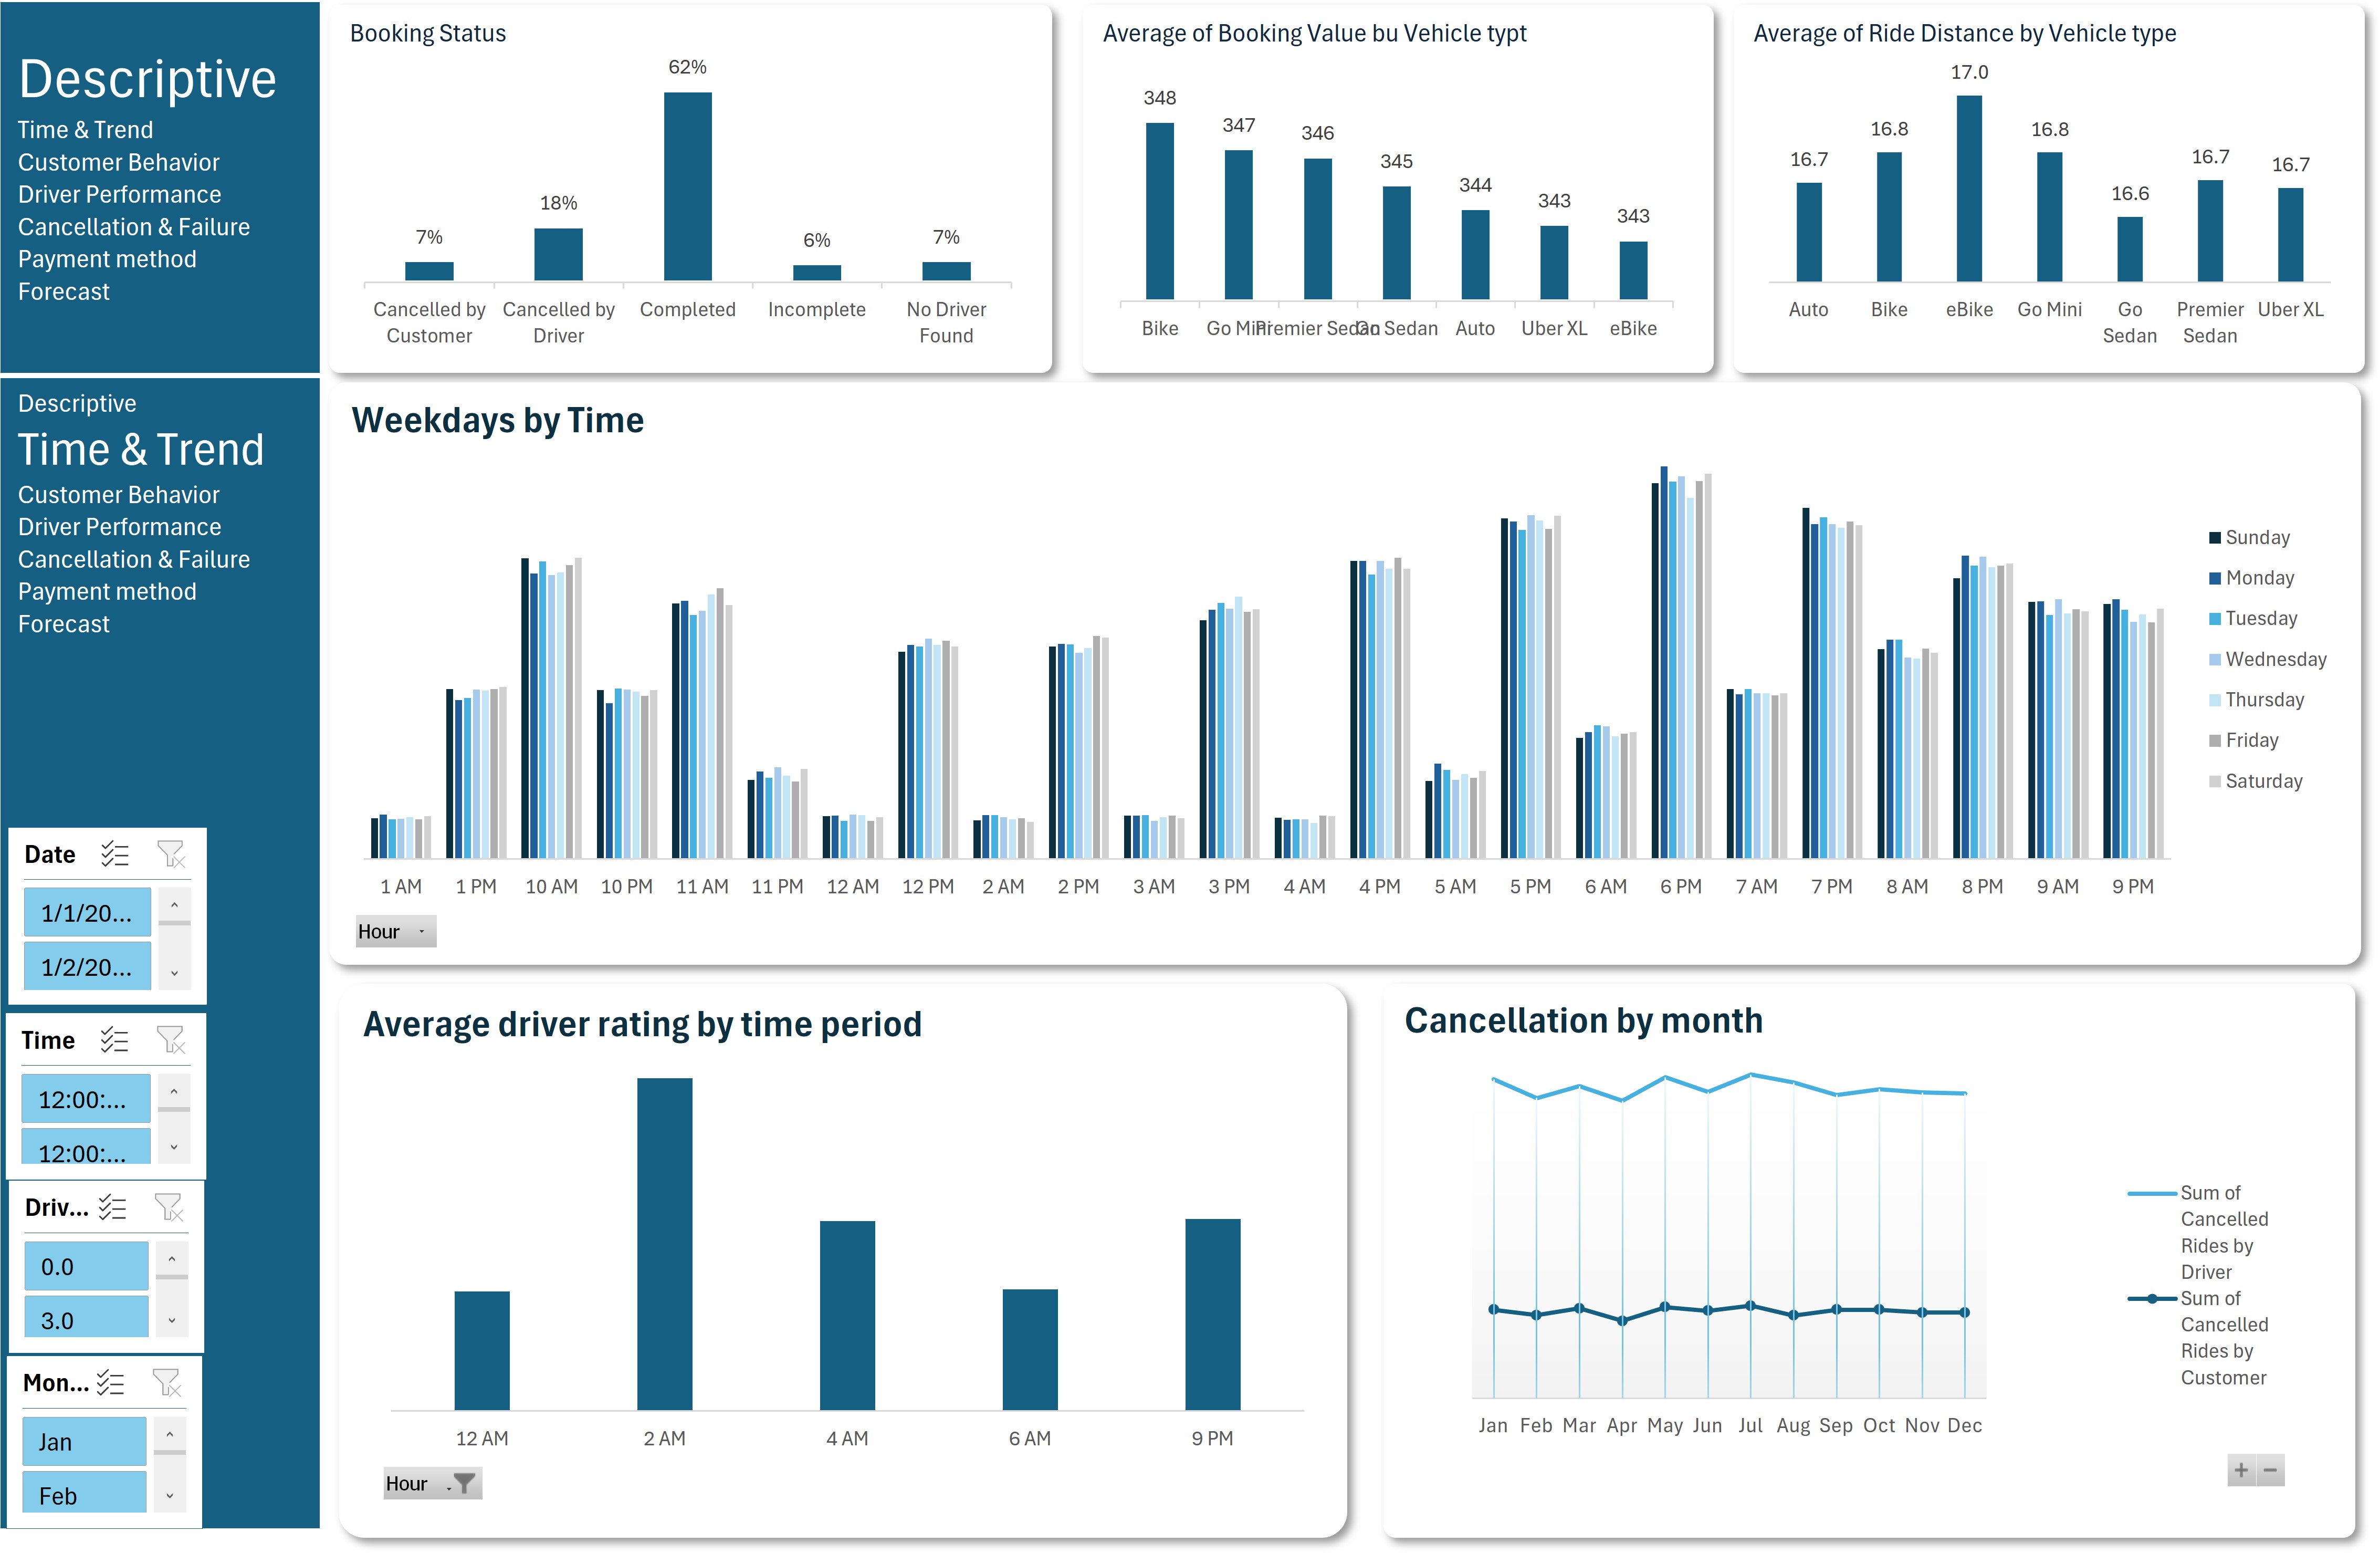 Descriptive
Time & Trend
Customer Behavior
Driver Performance
Cancellation & Failure
Payment method
Forecast
Booking Status
7%
18%
62%
6%
7%
Cancelled by Customer
Cancelled by Driver
Completed
Incomplete
No Driver Found
Average of Booking Value bu Vehicle typt
348
347
346
345
344
343
343
Bike
Go Mini
Premier Sedan
Go Sedan
Auto
Uber XL
eBike
Average of Ride Distance by Vehicle type
16.7
16.8
17.0
16.8
16.6
16.7
16.7
Auto
Bike
eBike
Go Mini
Go Sedan
Premier Sedan
Uber XL
Descriptive
Time & Trend
Customer Behavior
Driver Performance
Cancellation & Failure
Payment method
Forecast
Date
1/1/20...
1/2/20...
Time
12:00:...
12:00:...
Driv...
0.0
3.0
Mon...
Jan
Feb
Weekdays by Time
1 AM 1 PM 10 AM 10 PM 11 AM 11 PM 12 AM 12 PM 2 AM 2 PM 3 AM 3 PM 4 AM 4 PM 5 AM 5 PM 6 AM 6 PM 7 AM 7 PM 8 AM 8 PM 9 AM 9 PM
Hour
Sunday
Monday
Tuesday
Wednesday
Thursday
Friday
Saturday
Average driver rating by time period
12 AM 2 AM 4 AM 6 AM 9 PM
Hour
Cancellation by month
Jan Feb Mar Apr May Jun Jul Aug Sep Oct Nov Dec
Sum of
Cancelled
Rides by
Driver
Sum of
Cancelled
Rides by
Customer
+ −